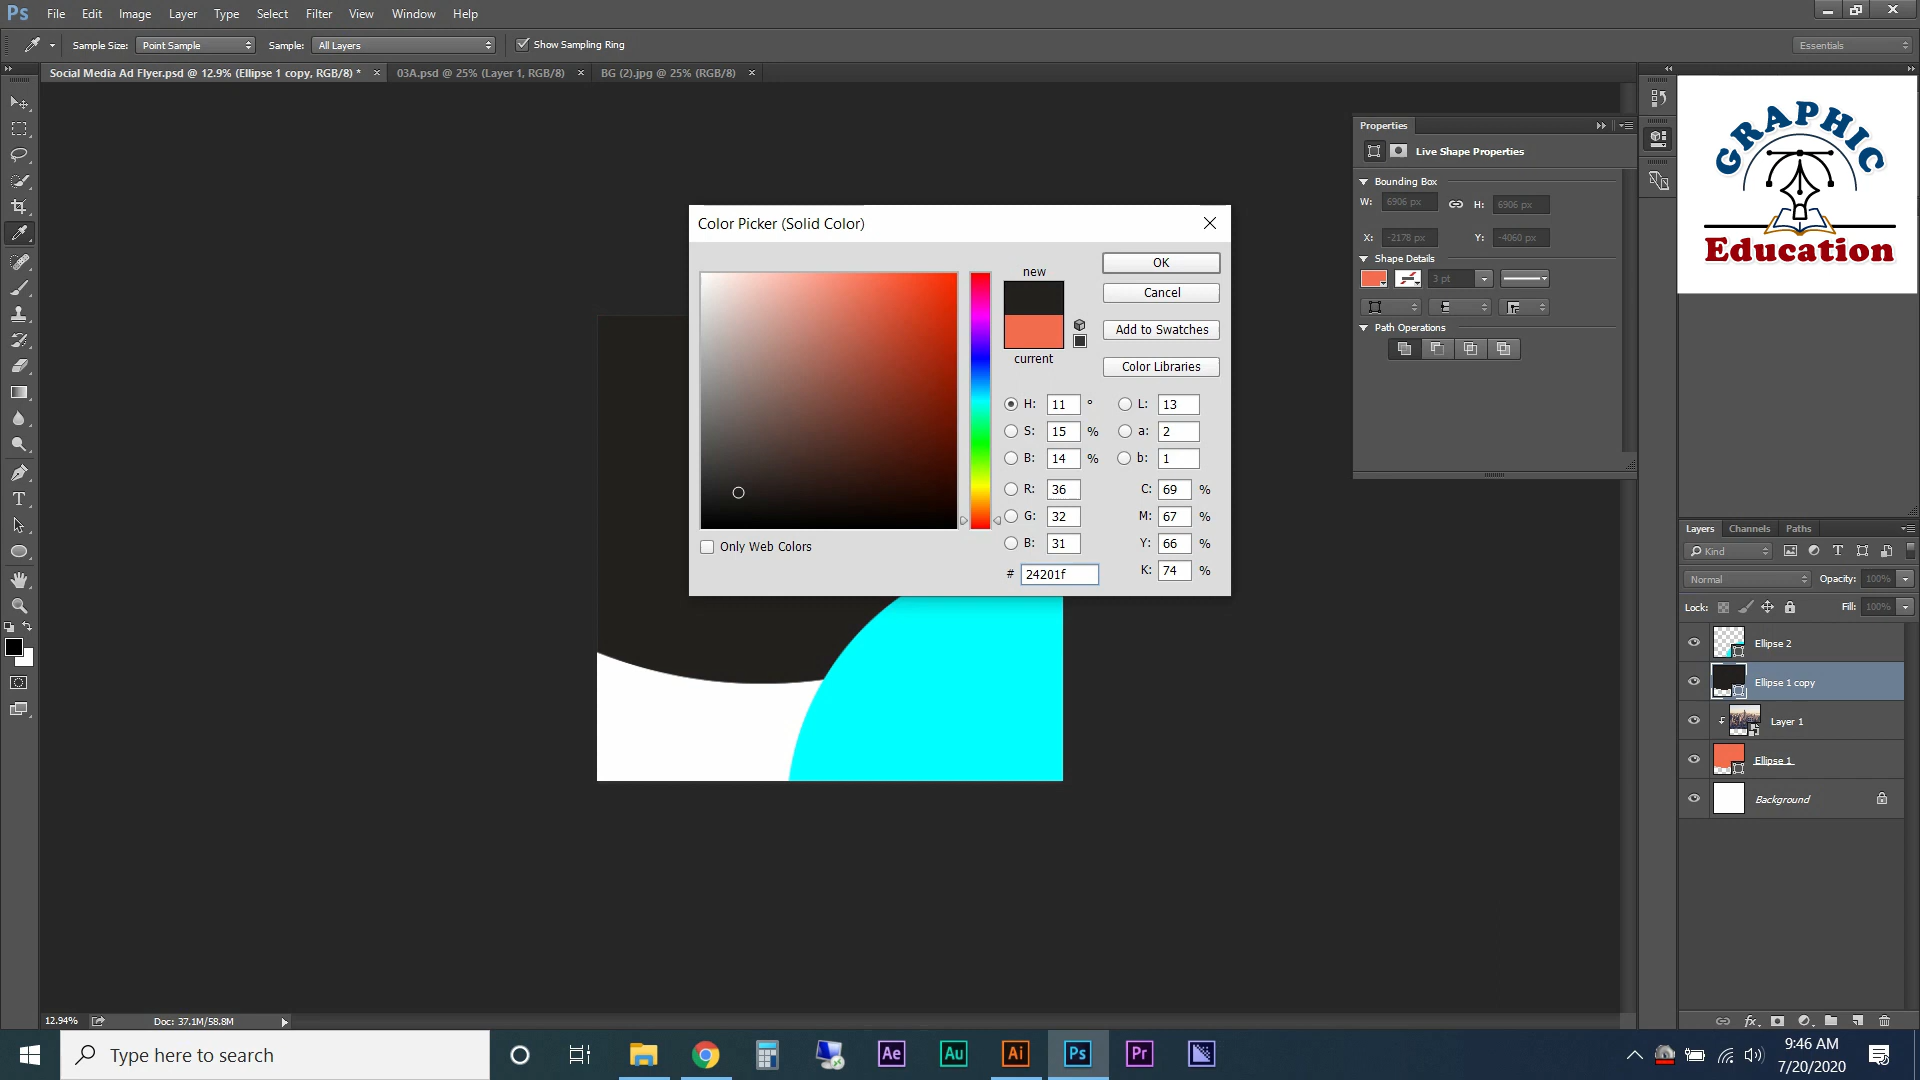 Ps File Edit Image Layer Type Select Filter View Window Help
Sample Size: Point Sample Sample: All Layers Show Sampling Ring Essentials
Social Media Ad Flyer.psd @ 12.9% (Ellipse 1 copy, RGB/8) * × 03A.psd @ 25% (Layer 1, RGB/8) × BG (2).jpg @ 25% (RGB/8) ×
Properties
Live Shape Properties
Bounding Box
W: 6906 px H: 6906 px
X: -2178 px Y: -4060 px
Shape Details
3 pt
Path Operations
GRAPHIC
Education
Color Picker (Solid Color)
new
current
OK
Cancel
Add to Swatches
Color Libraries
H: 11 ° L: 13
S: 15 % a: 2
B: 14 % b: 1
R: 36 C: 69 %
G: 32 M: 67 %
B: 31 Y: 66 %
# 24201f K: 74 %
Only Web Colors
Layers Channels Paths
Kind
Normal Opacity: 100%
Lock: Fill: 100%
Ellipse 2
Ellipse 1 copy
Layer 1
Ellipse 1
Background
12.94% Doc: 37.1M/58.8M
Type here to search
Ae Au Ai Ps Pr
9:46 AM
7/20/2020